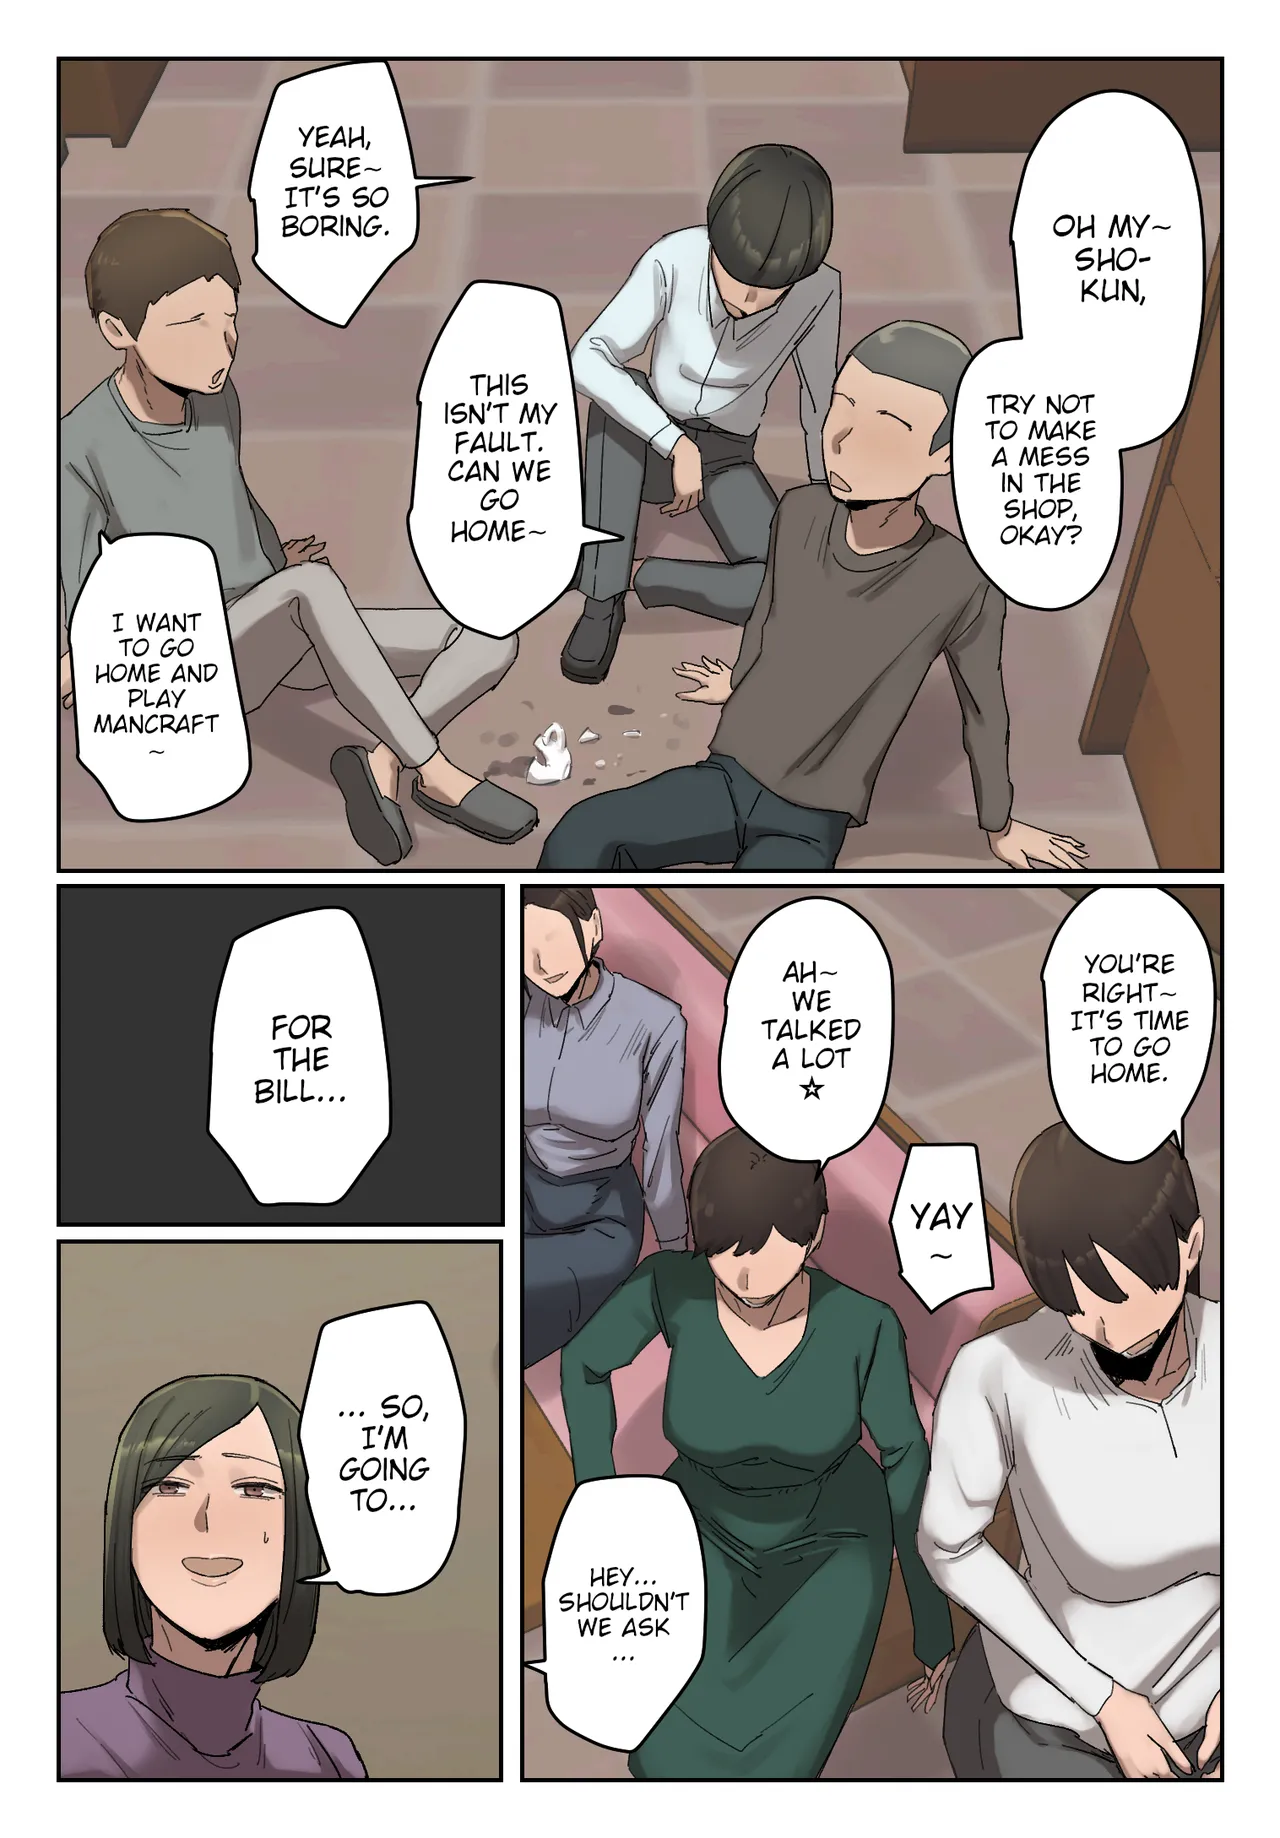 OH MY~
SHO-
KUN,
TRY NOT
TO MAKE
A MESS
IN THE
SHOP,
OKAY?
THIS
ISN'T MY
FAULT.
CAN WE
GO
HOME~
YEAH,
SURE~
IT'S SO
BORING.
I WANT
TO GO
HOME AND
PLAY
MANCRAFT
~
YOU'RE
RIGHT~
IT'S TIME
TO GO
HOME.
AH~
WE
TALKED
A LOT
☆
YAY
~
HEY...
SHOULDN'T
WE ASK
...
FOR
THE
BILL...
... SO,
I'M
GOING
TO...